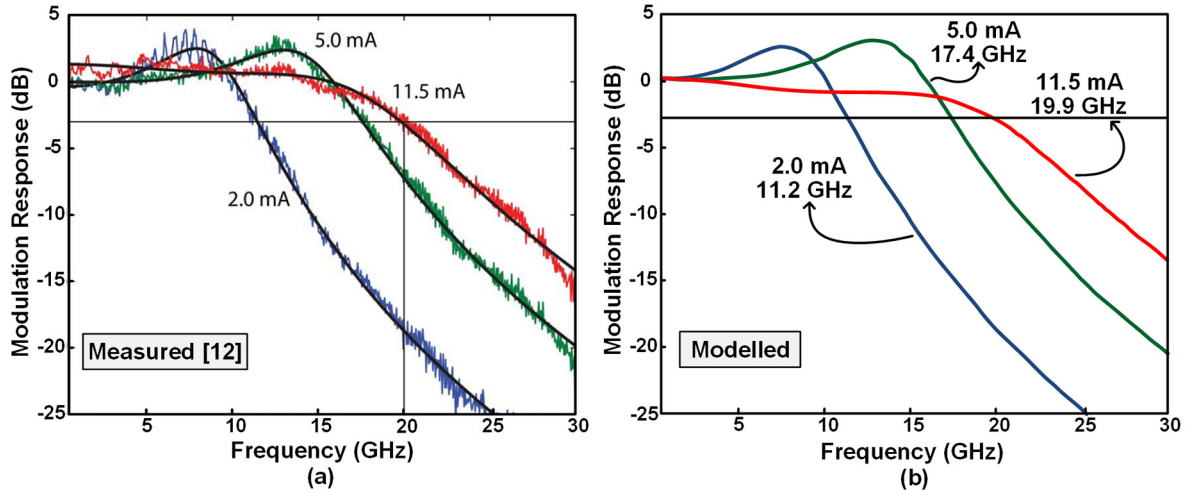 5
0
-5
-10
-15
-20
-25
Modulation Response (dB)
5.0 mA
11.5 mA
2.0 mA
Measured [12]
5 10 15 20 25 30
Frequency (GHz)
(a)
5
0
-5
-10
-15
-20
-25
Modulation Response (dB)
5.0 mA
17.4 GHz
11.5 mA
19.9 GHz
2.0 mA
11.2 GHz
Modelled
5 10 15 20 25 30
Frequency (GHz)
(b)